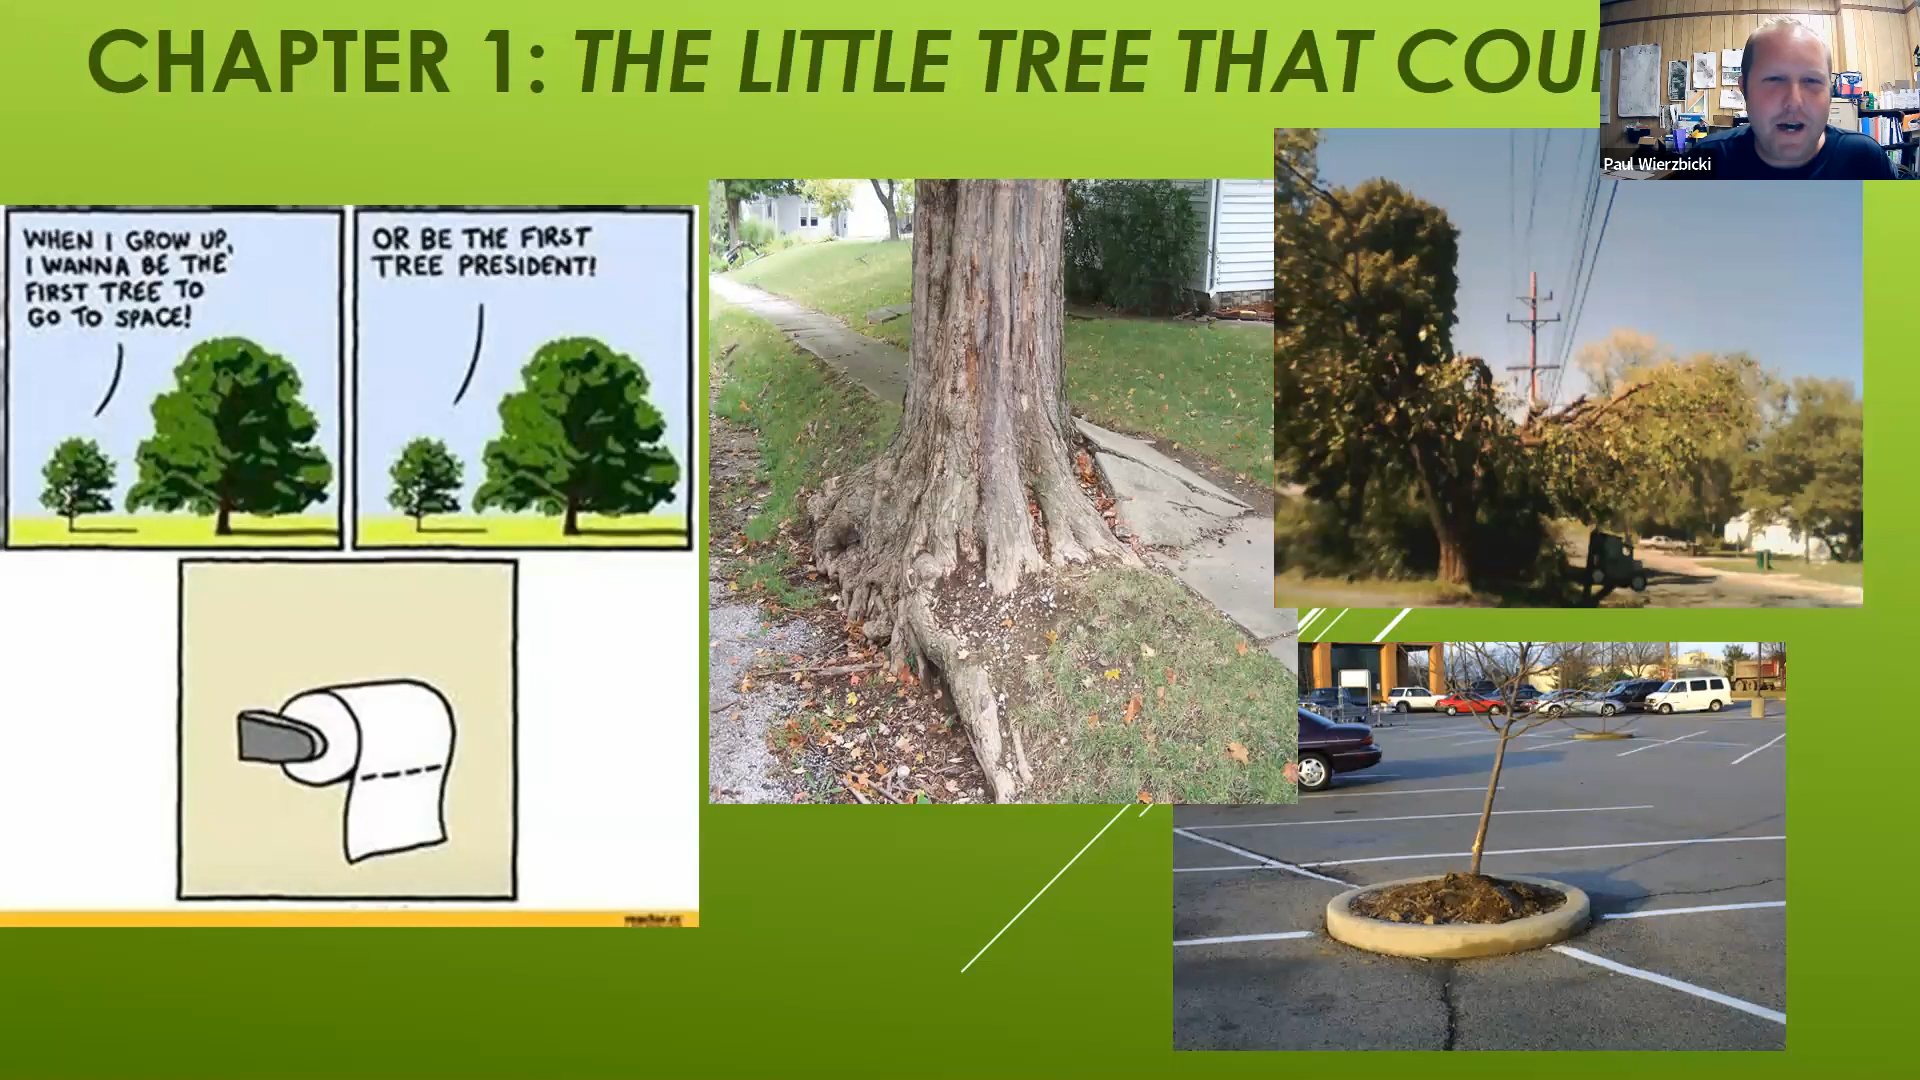 CHAPTER 1: THE LITTLE TREE THAT COU
Paul Wierzbicki
WHEN I GROW UP,
I WANNA BE THE
FIRST TREE TO
GO TO SPACE!
OR BE THE FIRST
TREE PRESIDENT!